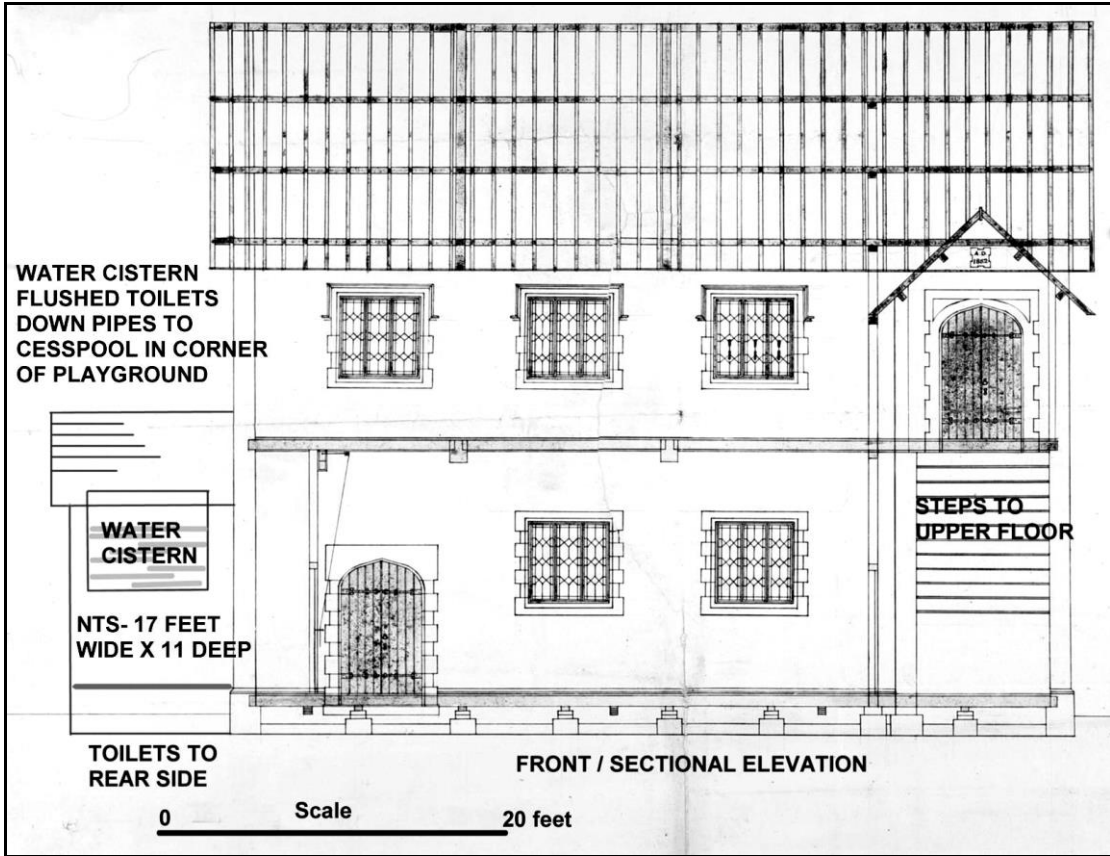 WATER CISTERN
FLUSHED TOILETS
DOWN PIPES TO
CESSPOOL IN CORNER
OF PLAYGROUND
WATER
CISTERN
NTS- 17 FEET
WIDE X 11 DEEP
TOILETS TO
REAR SIDE
A.D.
1882
STEPS TO
UPPER FLOOR
FRONT / SECTIONAL ELEVATION
0 Scale 20 feet